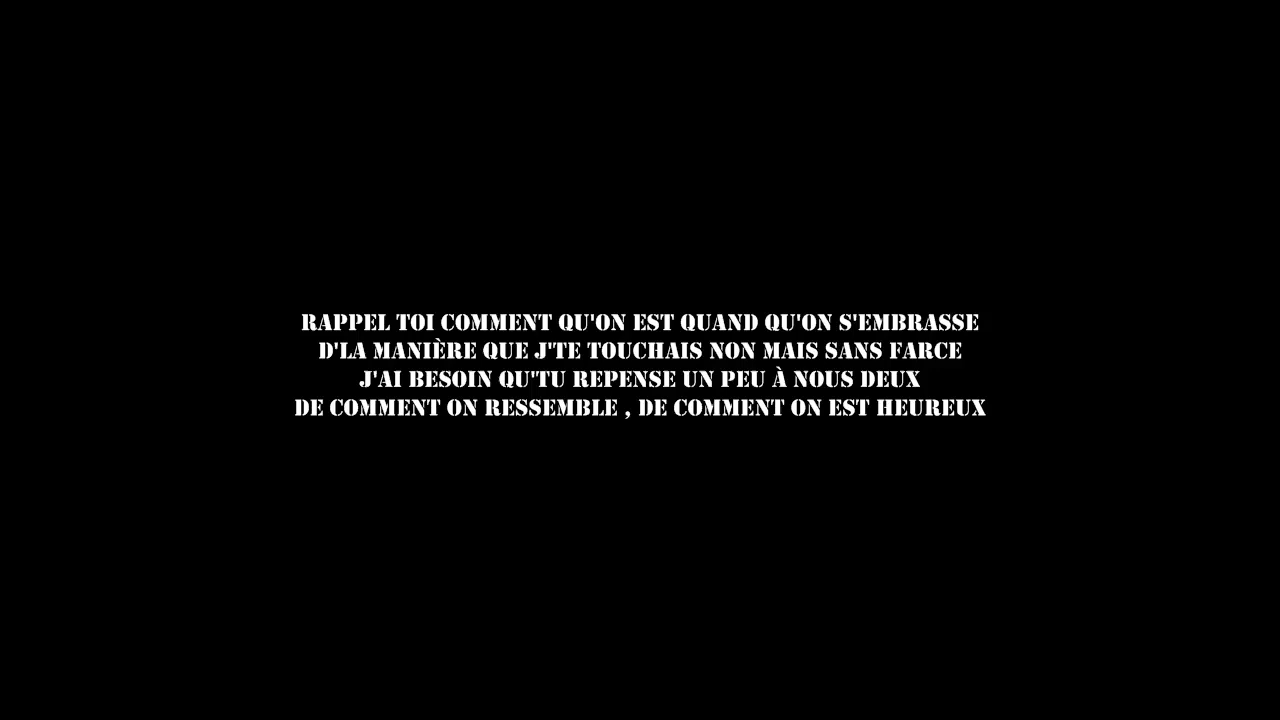 RAPPEL TOI COMMENT QU'ON EST QUAND QU'ON S'EMBRASSE
D'LA MANIÈRE QUE J'TE TOUCHAIS NON MAIS SANS FARCE
J'AI BESOIN QU'TU REPENSE UN PEU À NOUS DEUX
DE COMMENT ON RESSEMBLE , DE COMMENT ON EST HEUREUX